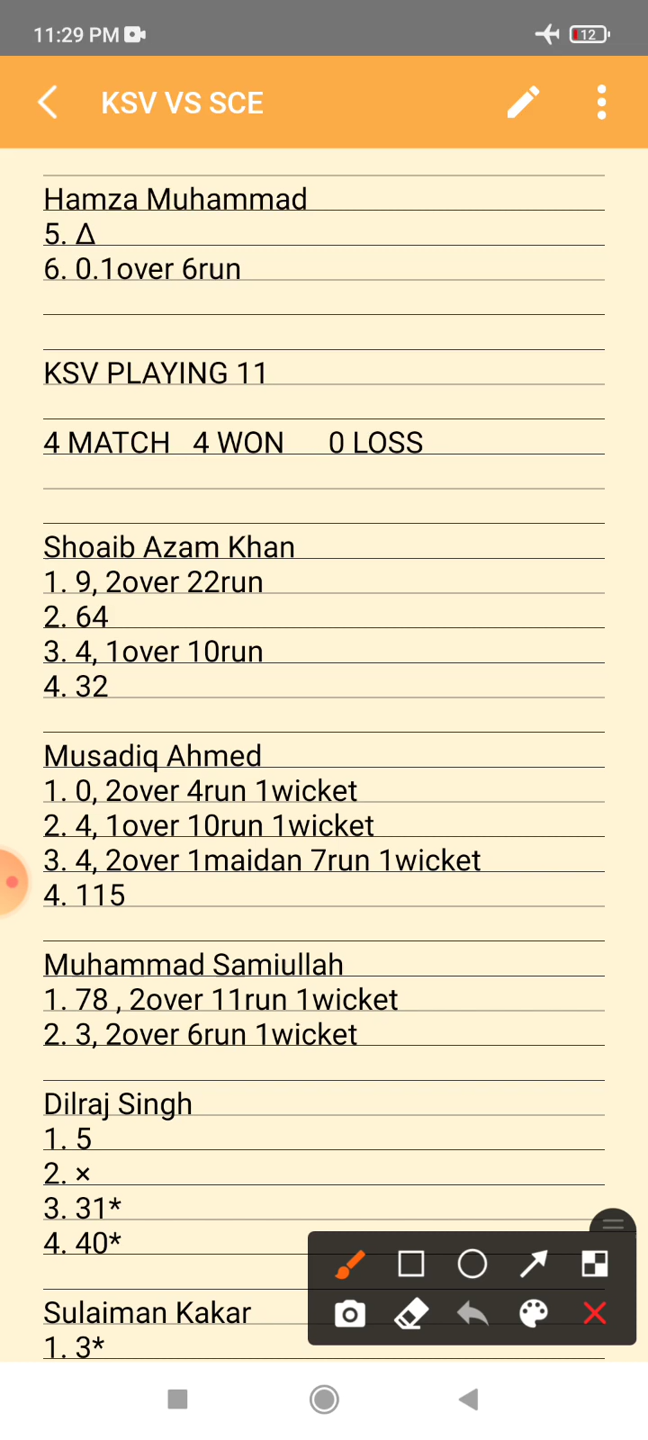 11:29 PM
12
KSV VS SCE
Hamza Muhammad
5. Δ
6. 0.1over 6run
KSV PLAYING 11
4 MATCH 4 WON 0 LOSS
Shoaib Azam Khan
1. 9, 2over 22run
2. 64
3. 4, 1over 10run
4. 32
Musadiq Ahmed
1. 0, 2over 4run 1wicket
2. 4, 1over 10run 1wicket
3. 4, 2over 1maidan 7run 1wicket
4. 115
Muhammad Samiullah
1. 78 , 2over 11run 1wicket
2. 3, 2over 6run 1wicket
Dilraj Singh
1. 5
2. ×
3. 31*
4. 40*
Sulaiman Kakar
1. 3*